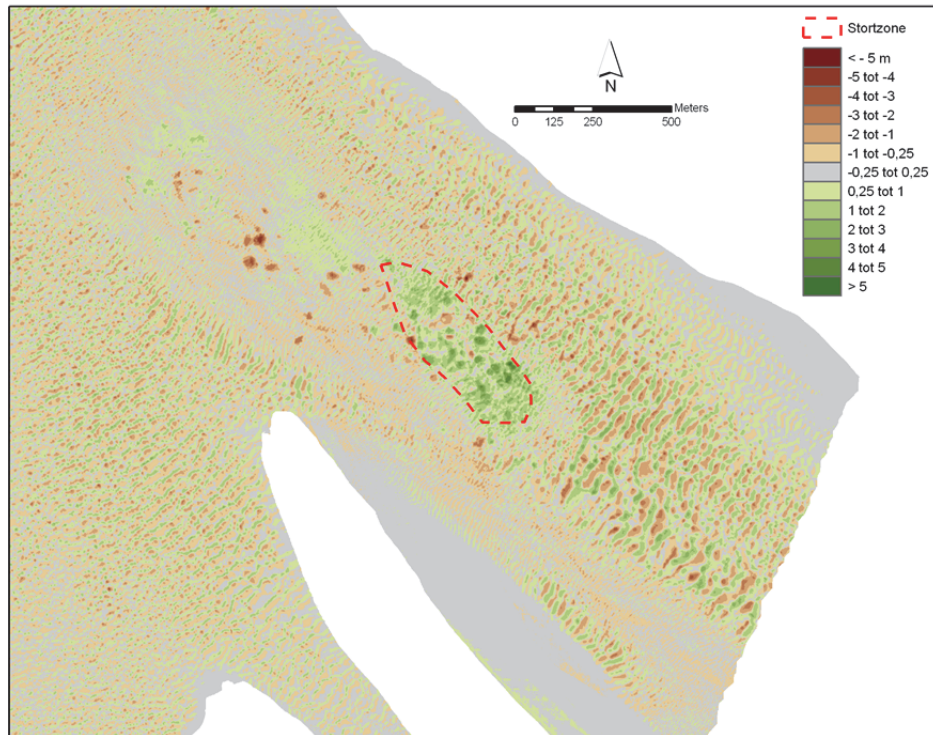 Stortzone
< - 5 m
-5 tot -4
-4 tot -3
-3 tot -2
-2 tot -1
-1 tot -0,25
-0,25 tot 0,25
0,25 tot 1
1 tot 2
2 tot 3
3 tot 4
4 tot 5
> 5
N
Meters
0 125 250 500